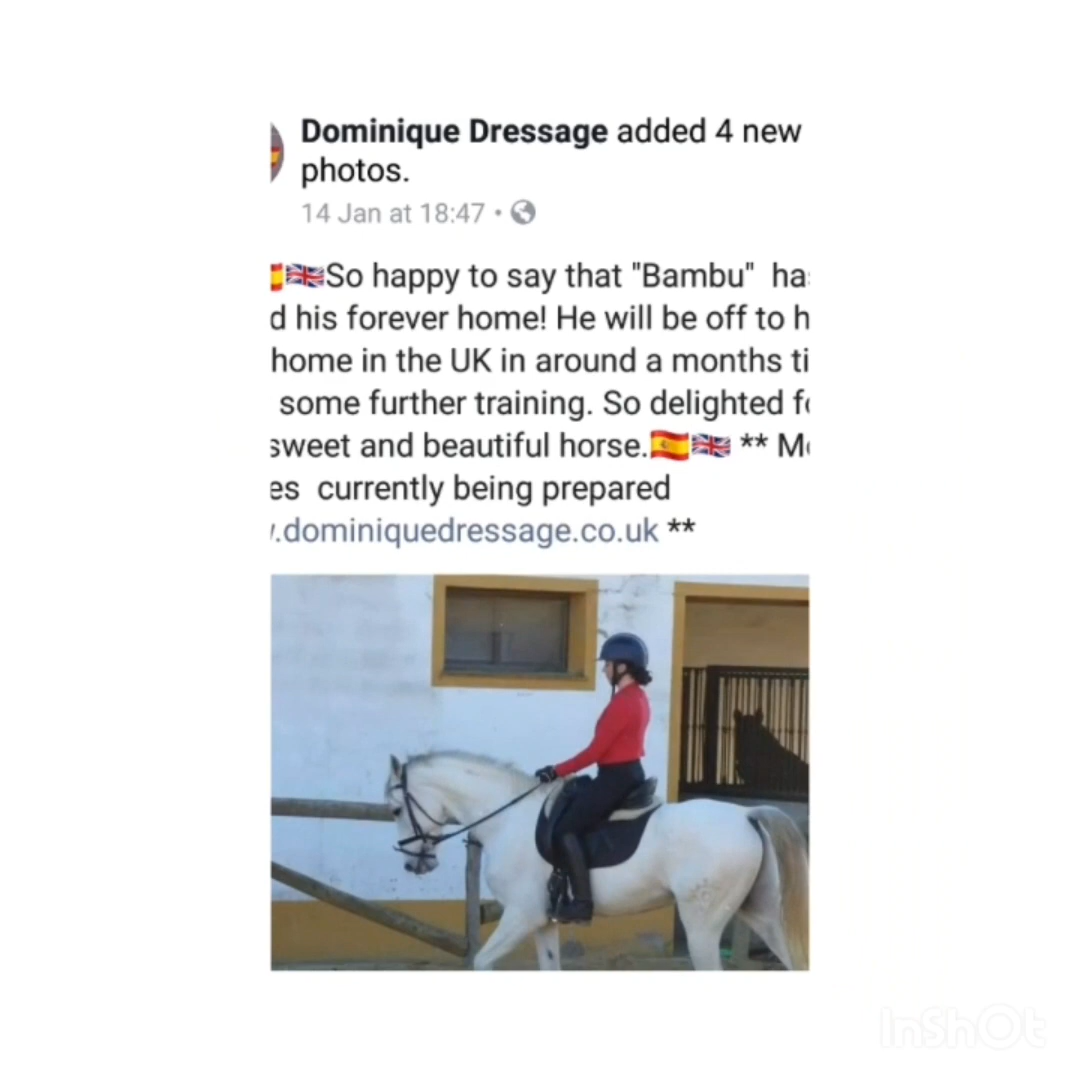 Dominique Dressage added 4 new
photos.
14 Jan at 18:47 •
🇬🇧So happy to say that "Bambu" ha
d his forever home! He will be off to h
home in the UK in around a months ti
some further training. So delighted f
sweet and beautiful horse.🇪🇸🇬🇧 ** M
es currently being prepared
.dominiquedressage.co.uk **
InShOt